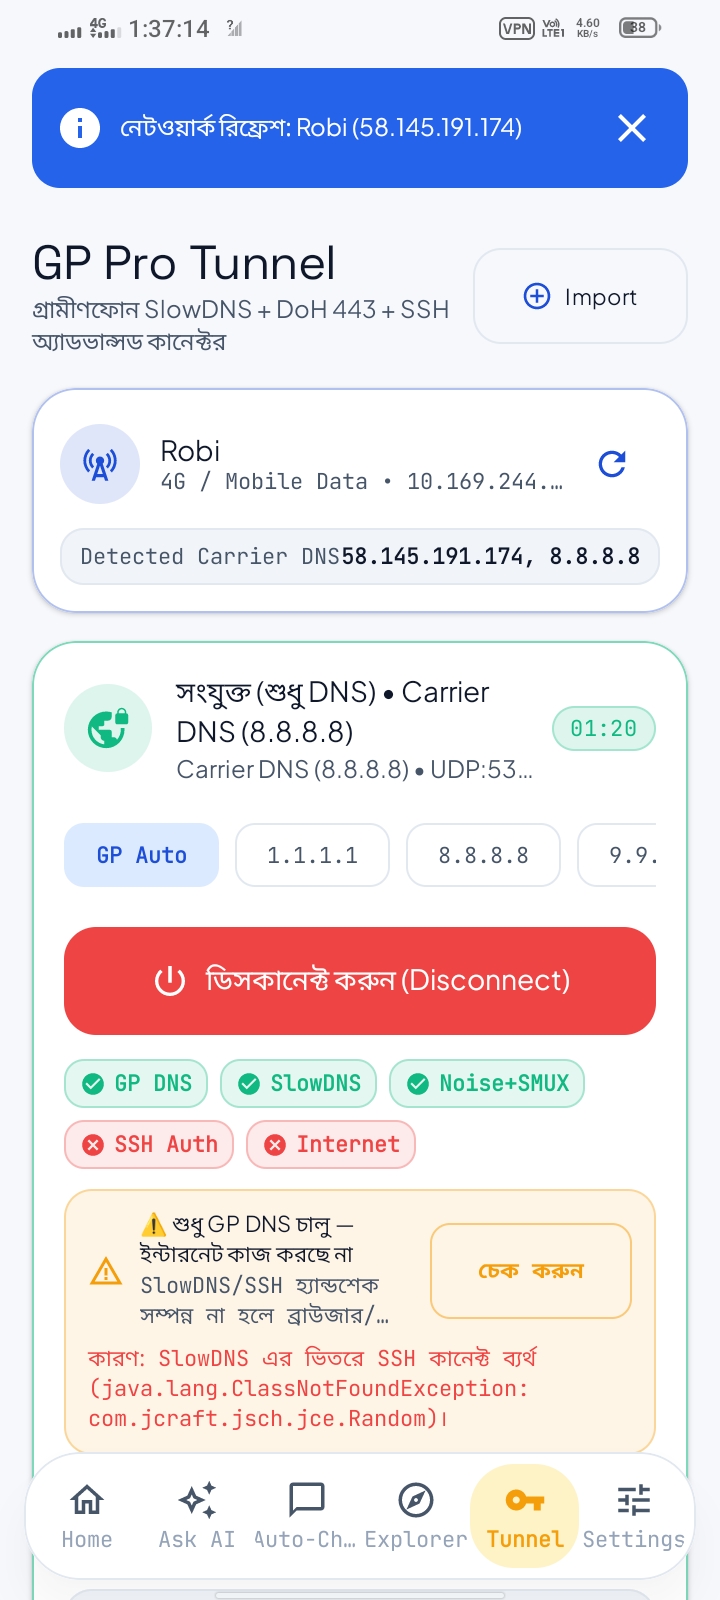 4G 1:37:14 ? VPN Vo) LTE1 4.60 KB/s 38
নেটওয়ার্ক রিফ্রেশ: Robi (58.145.191.174)
GP Pro Tunnel
গ্রামীণফোন SlowDNS + DoH 443 + SSH
অ্যাডভান্সড কানেক্টর
Import
Robi
4G / Mobile Data • 10.169.244.…
Detected Carrier DNS58.145.191.174, 8.8.8.8
সংযুক্ত (শুধু DNS) • Carrier
DNS (8.8.8.8)
Carrier DNS (8.8.8.8) • UDP:53…
01:20
GP Auto 1.1.1.1 8.8.8.8 9.9.
ডিসকানেক্ট করুন (Disconnect)
GP DNS SlowDNS Noise+SMUX
SSH Auth Internet
⚠️ শুধু GP DNS চালু —
ইন্টারনেট কাজ করছে না
SlowDNS/SSH হ্যান্ডশেক
সম্পন্ন না হলে ব্রাউজার/…
চেক করুন
কারণ: SlowDNS এর ভিতরে SSH কানেক্ট ব্যর্থ
(java.lang.ClassNotFoundException:
com.jcraft.jsch.jce.Random)।
Home Ask AI Auto-Ch… Explorer Tunnel Settings